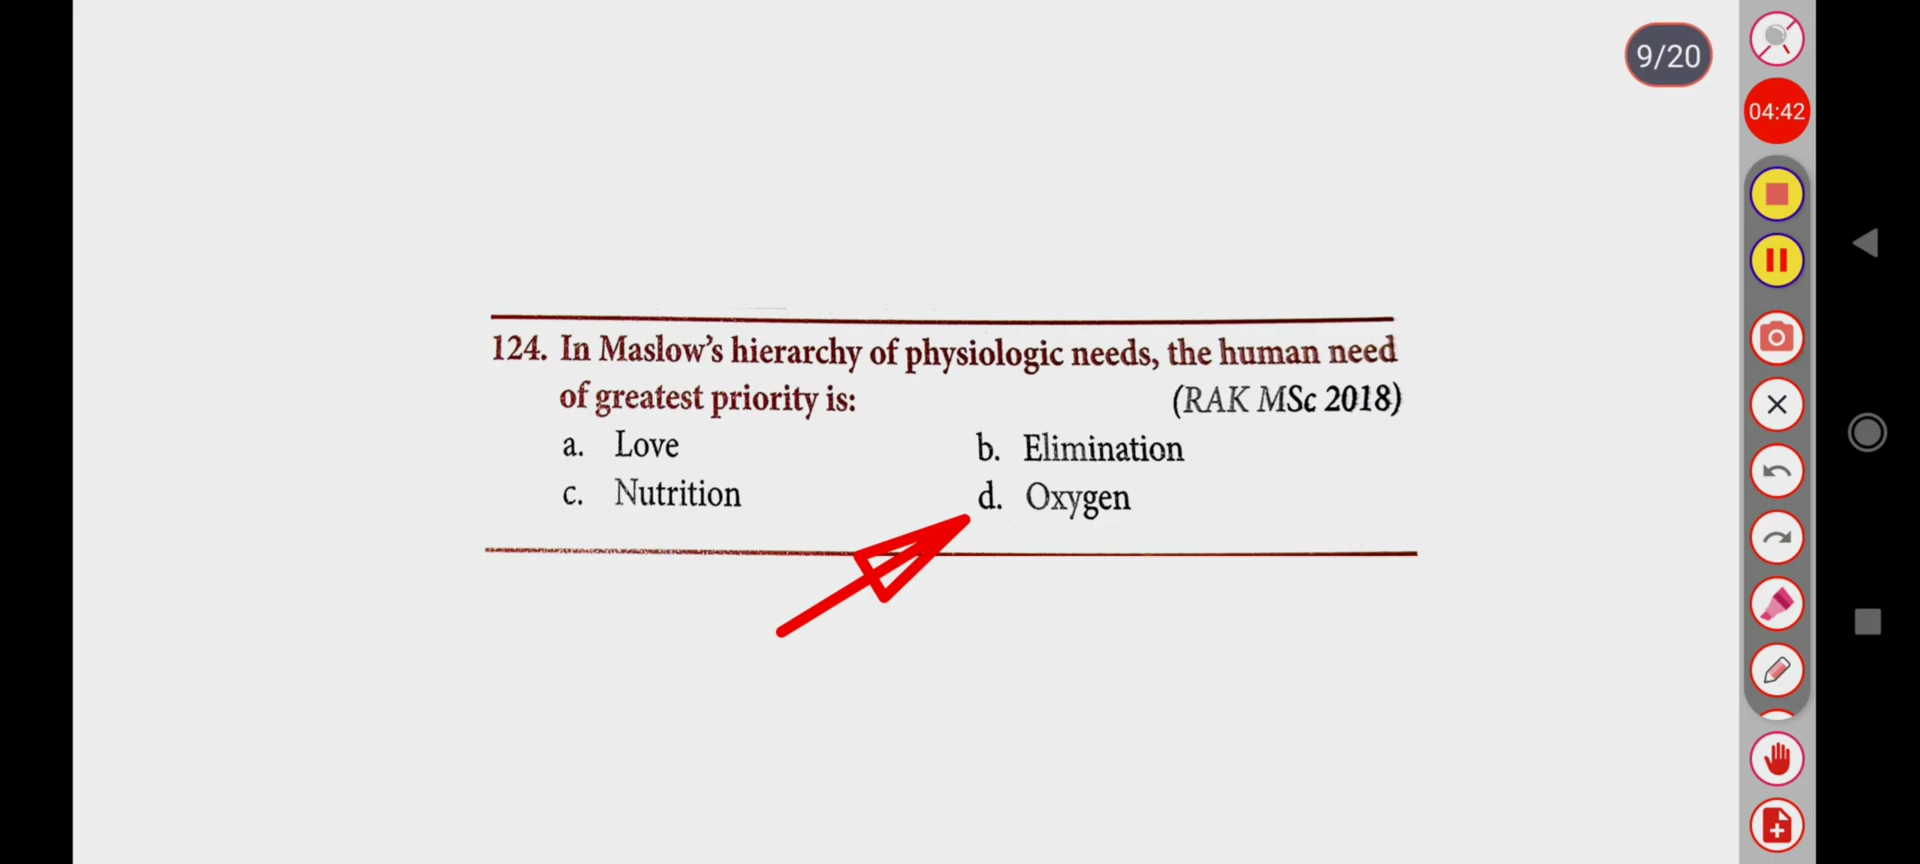 9/20
04:42
124. In Maslow's hierarchy of physiologic needs, the human need
of greatest priority is: (RAK MSc 2018)
a. Love b. Elimination
c. Nutrition d. Oxygen